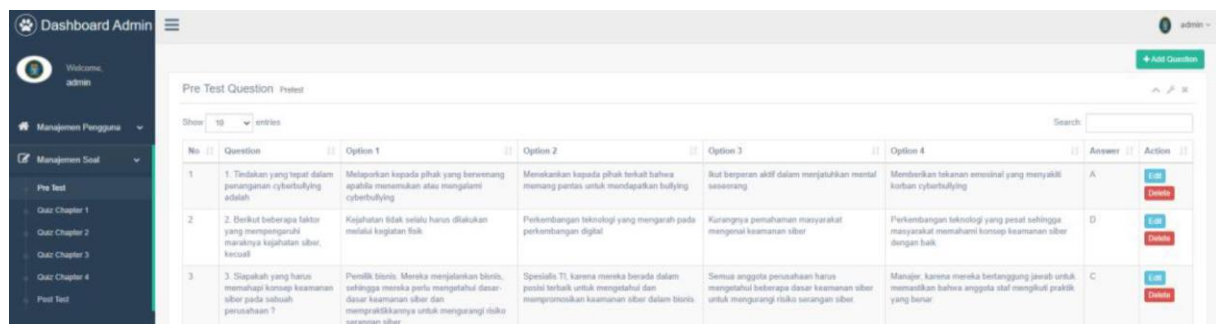 Dashboard Admin
admin
Welcome,
admin
+ Add Question
Pre Test Question Pretest
Manajemen Pengguna
Show 10 entries
Search:
Manajemen Soal
No Question Option 1 Option 2 Option 3 Option 4 Answer Action
Pre Test
Quiz Chapter 1
Quiz Chapter 2
Quiz Chapter 3
Quiz Chapter 4
Post Test
1
1. Tindakan yang tepat dalam
penanganan cyberbullying
adalah
Melaporkan kepada pihak yang berwenang
apabila menemukan atau mengalami
cyberbullying
Menekankan kepada pihak terkait bahwa
memang pantas untuk mendapatkan bullying
Ikut berperan aktif dalam menjatuhkan mental
seseorang
Memberikan tekanan emosinal yang menyakiti
korban cyberbullying
A
Edit
Delete
2
2. Berikut beberapa faktor
yang mempengaruhi
maraknya kejahatan siber,
kecuali
Kejahatan tidak selalu harus dilakukan
melalui kegiatan fisik
Perkembangan teknologi yang mengarah pada
perkembangan digital
Kurangnya pemahaman masyarakat
mengenai keamanan siber
Perkembangan teknologi yang pesat sehingga
masyarakat memahami konsep keamanan siber
dengan baik
D
Edit
Delete
3
3. Siapakah yang harus
memahapi konsep keamanan
siber pada sebuah
perusahaan ?
Pemilik bisnis. Mereka menjalankan bisnis,
sehingga mereka perlu mengetahui dasar-
dasar keamanan siber dan
mempraktikkannya untuk mengurangi risiko
serangan siber
Spesialis TI, karena mereka berada dalam
posisi terbaik untuk mengetahui dan
mempromosikan keamanan siber dalam bisnis
Semua anggota perusahaan harus
mengetahui beberapa dasar keamanan siber
untuk mengurangi risiko serangan siber
Manajer, karena mereka bertanggung jawab untuk
memastikan bahwa anggota staf mengikuti praktik
yang benar
C
Edit
Delete